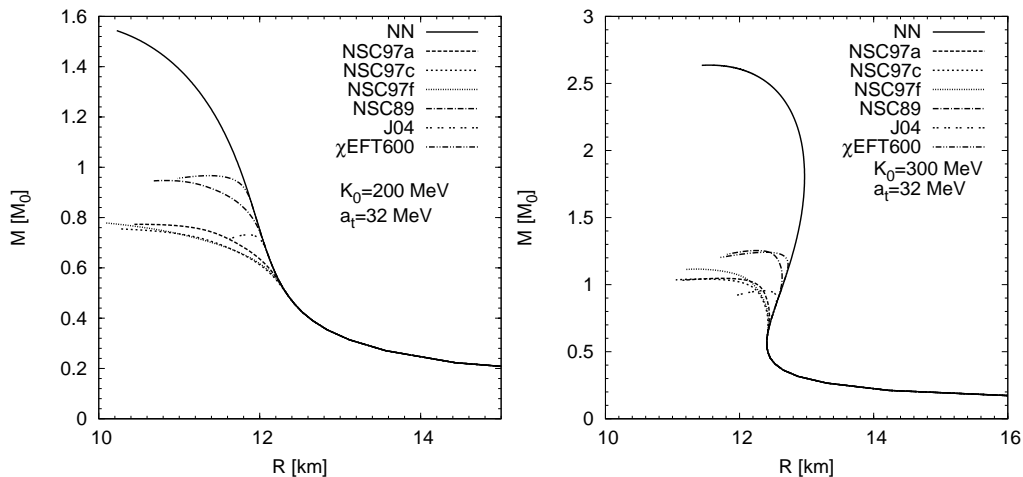 1.6
1.4
1.2
1
0.8
0.6
0.4
0.2
0
M [M₀]
10
12
14
R [km]
NN
NSC97a
NSC97c
NSC97f
NSC89
J04
χEFT600
K₀=200 MeV
aₜ=32 MeV
3
2.5
2
1.5
1
0.5
0
M [M₀]
10
12
14
16
R [km]
NN
NSC97a
NSC97c
NSC97f
NSC89
J04
χEFT600
K₀=300 MeV
aₜ=32 MeV